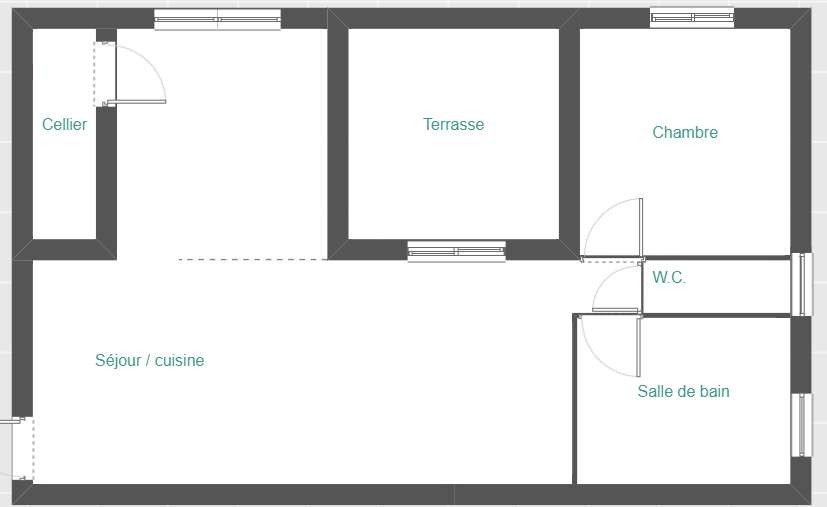 Cellier
Terrasse
Chambre
W.C.
Séjour / cuisine
Salle de bain